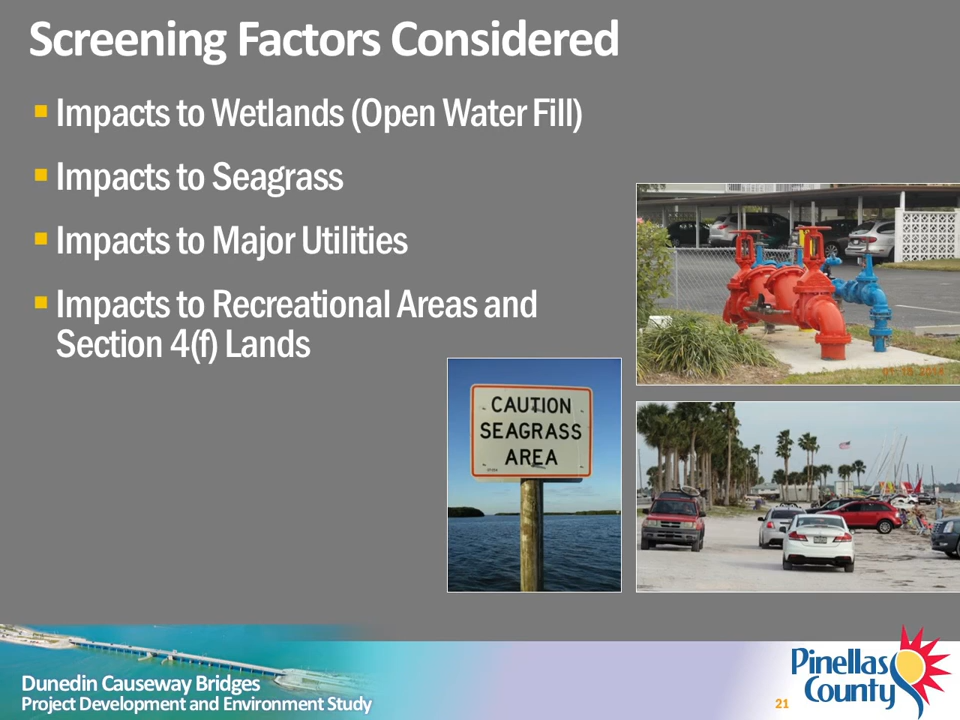 Screening Factors Considered
Impacts to Wetlands (Open Water Fill)
Impacts to Seagrass
Impacts to Major Utilities
Impacts to Recreational Areas and
Section 4(f) Lands
CAUTION
SEAGRASS
AREA
Dunedin Causeway Bridges
Project Development and Environment Study
21
Pinellas
County